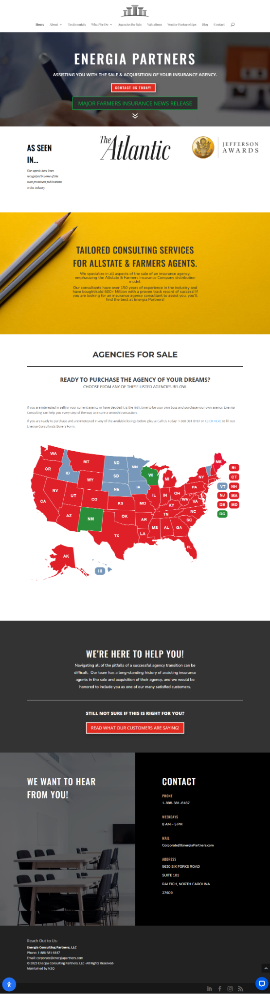 Home About Testimonials What We Do Agencies for Sale Valuations Vendor Partnerships Blog Contact
ENERGIA PARTNERS
ASSISTING YOU WITH THE SALE & ACQUISITION OF YOUR INSURANCE AGENCY.
CONTACT US TODAY!
MAJOR FARMERS INSURANCE NEWS RELEASE
AS SEEN
IN...
Our agents have been
recognized in some of the
most prominent publications
in the industry.
The
Atlantic
JEFFERSON
AWARDS
TAILORED CONSULTING SERVICES
FOR ALLSTATE & FARMERS AGENTS.
We specialize in all aspects of the sale of an insurance agency,
emphasizing the Allstate & Farmers Insurance Company distribution
model.
Our consultants have over 150 years of experience in the industry and
have bought/sold 600+ Million with a proven track record of success! If
you are looking for an insurance agency consultant to assist you, you'll
find the best at Energia Partners!
AGENCIES FOR SALE
READY TO PURCHASE THE AGENCY OF YOUR DREAMS?
CHOOSE FROM ANY OF THESE LISTED AGENCIES BELOW.
If you are interested in selling your current agency or have decided it is the right time to be your own boss and purchase your own agency, Energia
Consulting can help you every step of the way to insure a smooth transaction.
If you are ready to purchase and are interested in any of the available listings below, please Call Us Today: 1-888-381-8187 or CLICK HERE to fill out
Energia Consulting's Buyers Form.
WA
MT
ND
MN
ME
OR
ID
WY
SD
WI
MI
NY
RI
CT
NE
IA
PA
VT
NH
NV
UT
CO
IL
IN
OH
NJ
MA
CA
KS
MO
KY
WV
VA
DE
MD
AZ
NM
OK
AR
TN
NC
SC
DC
TX
LA
MS
AL
GA
FL
AK
HI
WE'RE HERE TO HELP YOU!
Navigating all of the pitfalls of a successful agency transition can be
difficult. Our team has a long-standing history of assisting insurance
agents in the sale and acquisition of their agency, and we would be
honored to include you as one of our many satisfied customers.
STILL NOT SURE IF THIS IS RIGHT FOR YOU?
READ WHAT OUR CUSTOMERS ARE SAYING!
WE WANT TO HEAR
FROM YOU!
CONTACT
PHONE
1-888-381-8187
WEEKDAYS
8 AM – 5 PM
MAIL
Corporate@EnergiaPartners.com
ADDRESS
5620 SIX FORKS ROAD
SUITE 101
RALEIGH, NORTH CAROLINA
27609
Reach Out to Us:
Energia Consulting Partners, LLC
Phone: 1-888-381-8187
Email: corporate@energiapartners.com
© 2023 Energia Consulting Partners, LLC -All Rights Reserved-
Maintained by N2Q